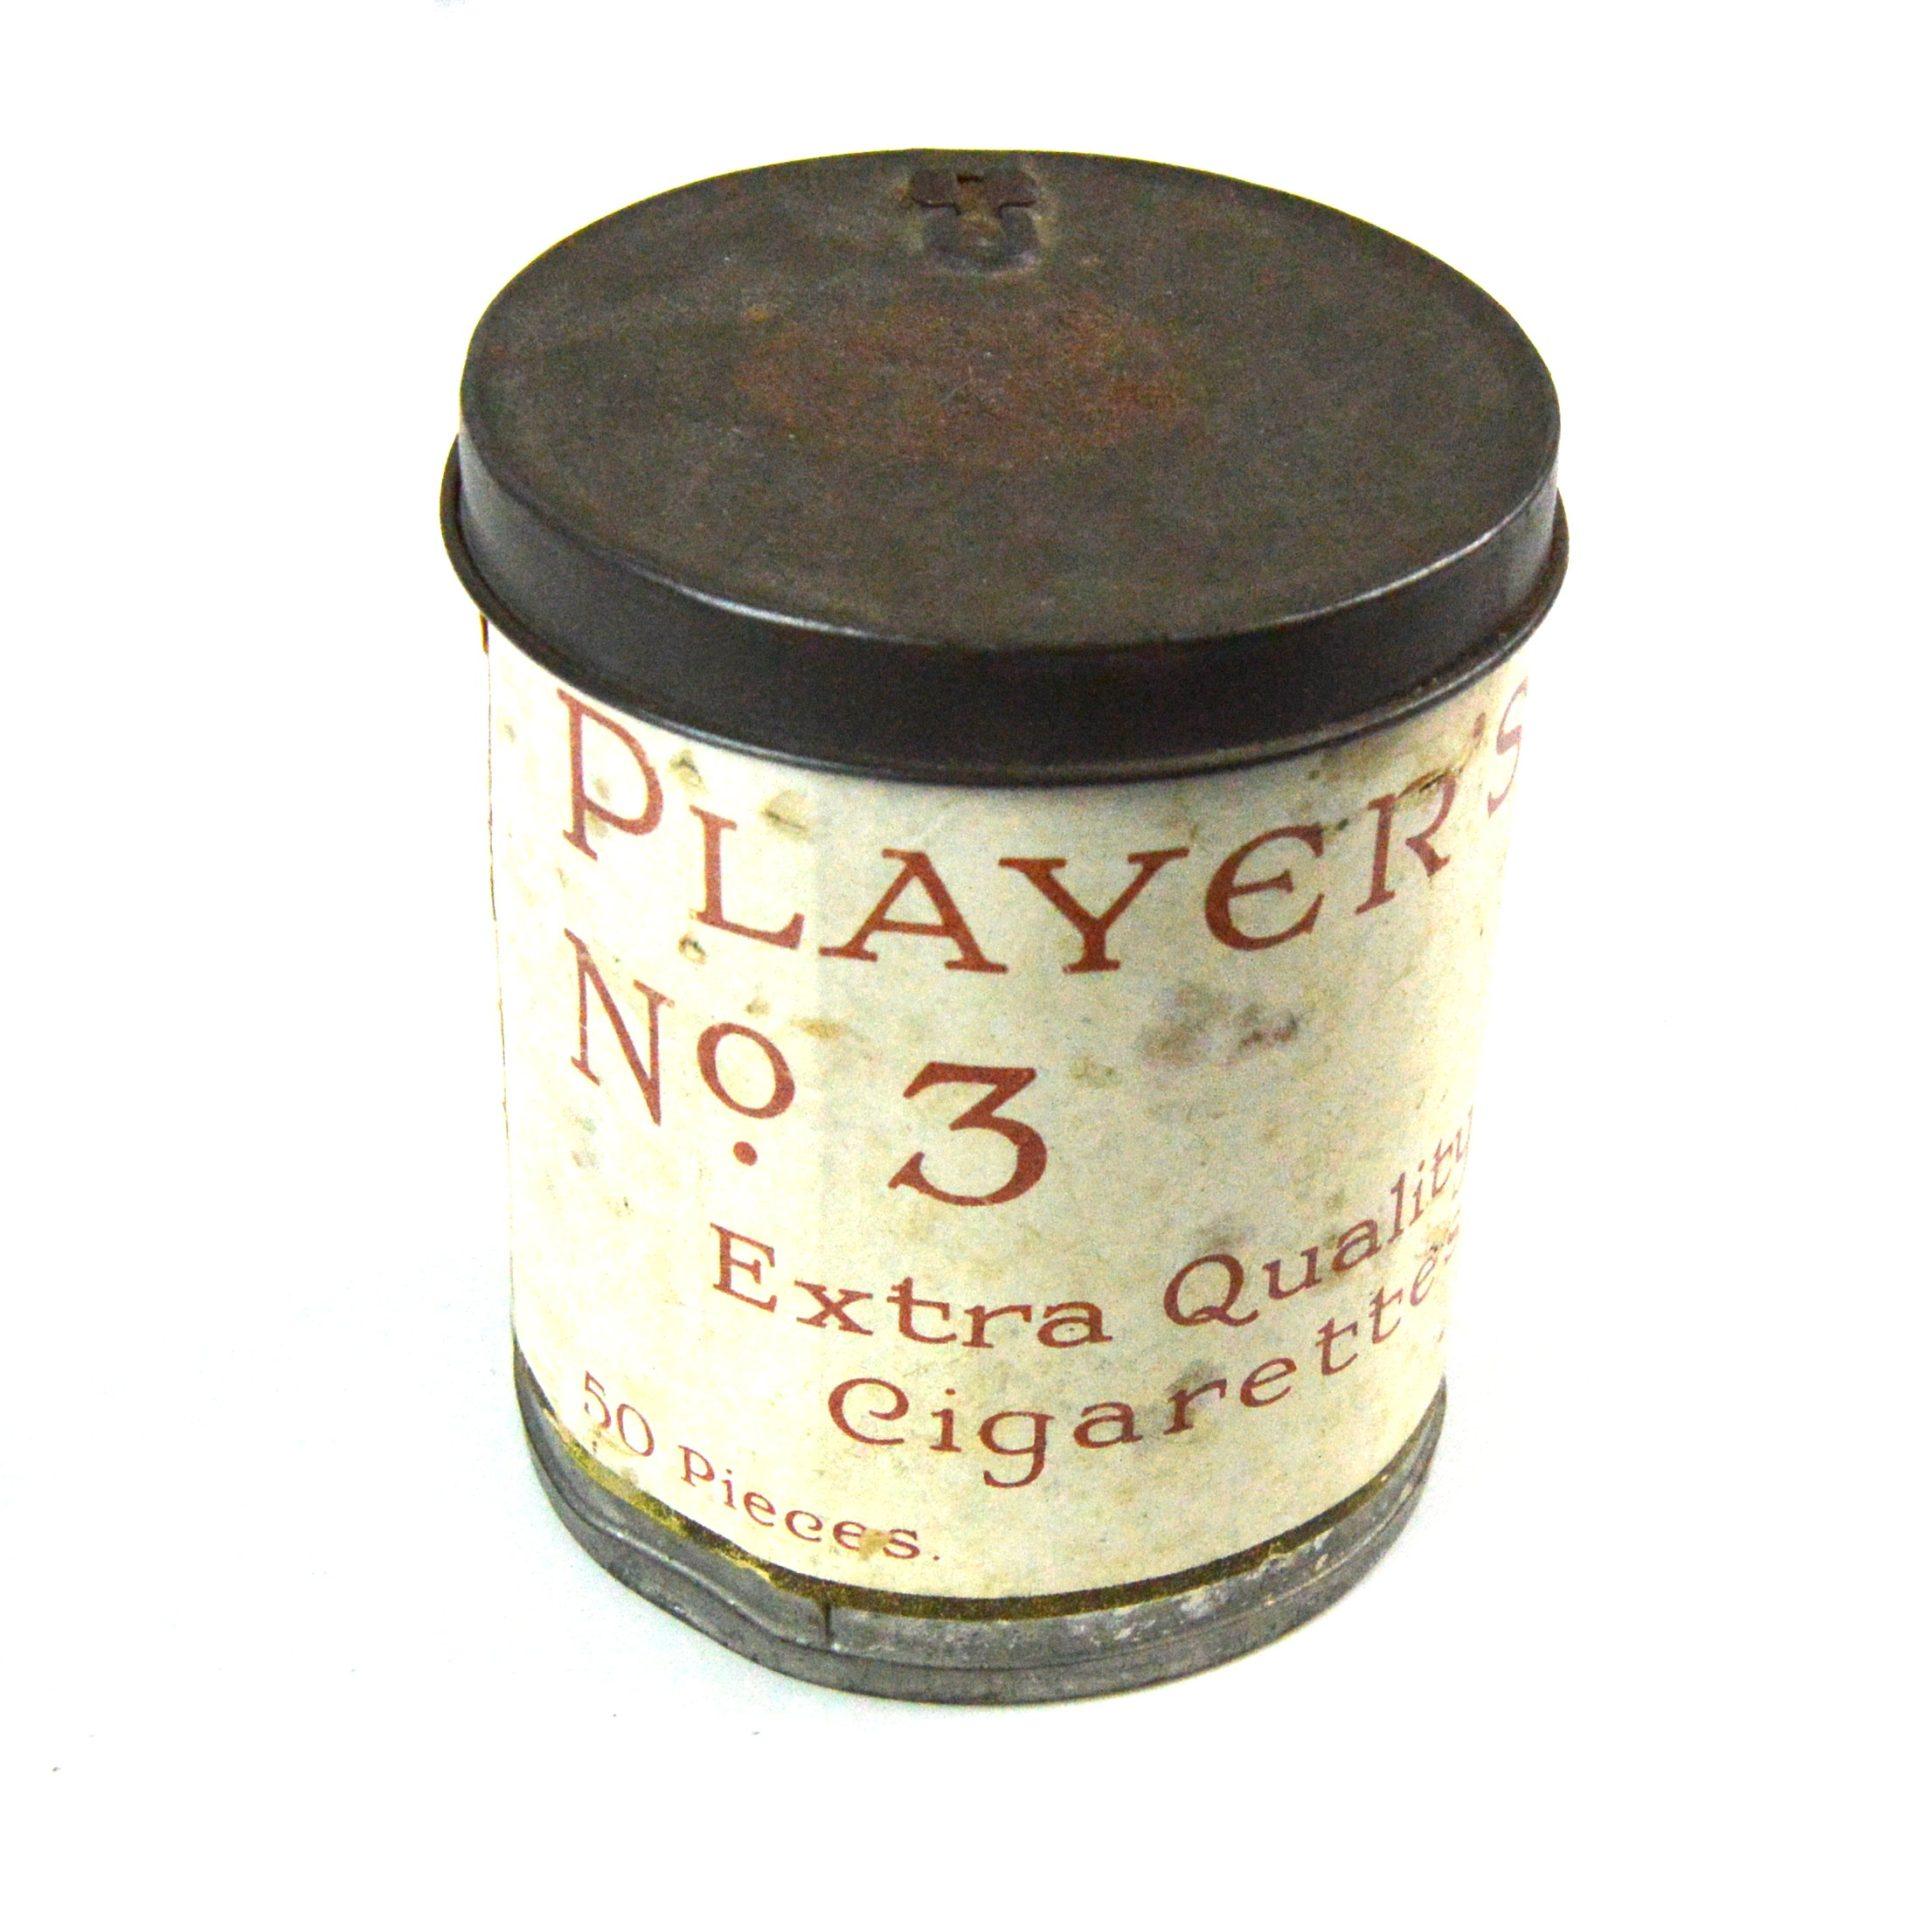 PLAYER'S
No. 3
Extra Quality
Cigarettes
50 Pieces.